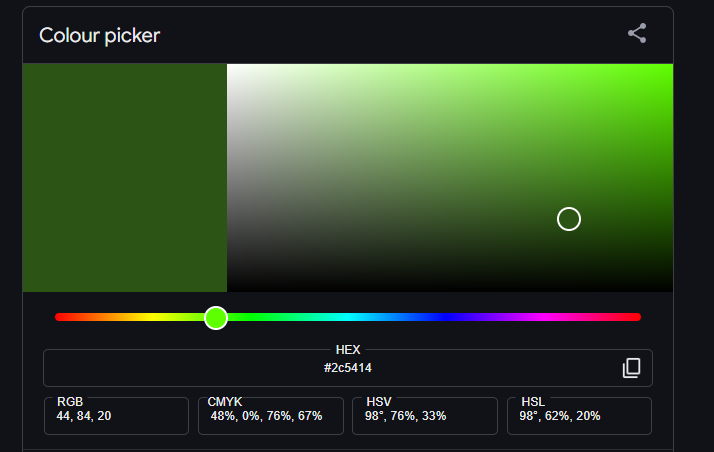 Colour picker
HEX
#2c5414
RGB
44, 84, 20
CMYK
48%, 0%, 76%, 67%
HSV
98°, 76%, 33%
HSL
98°, 62%, 20%